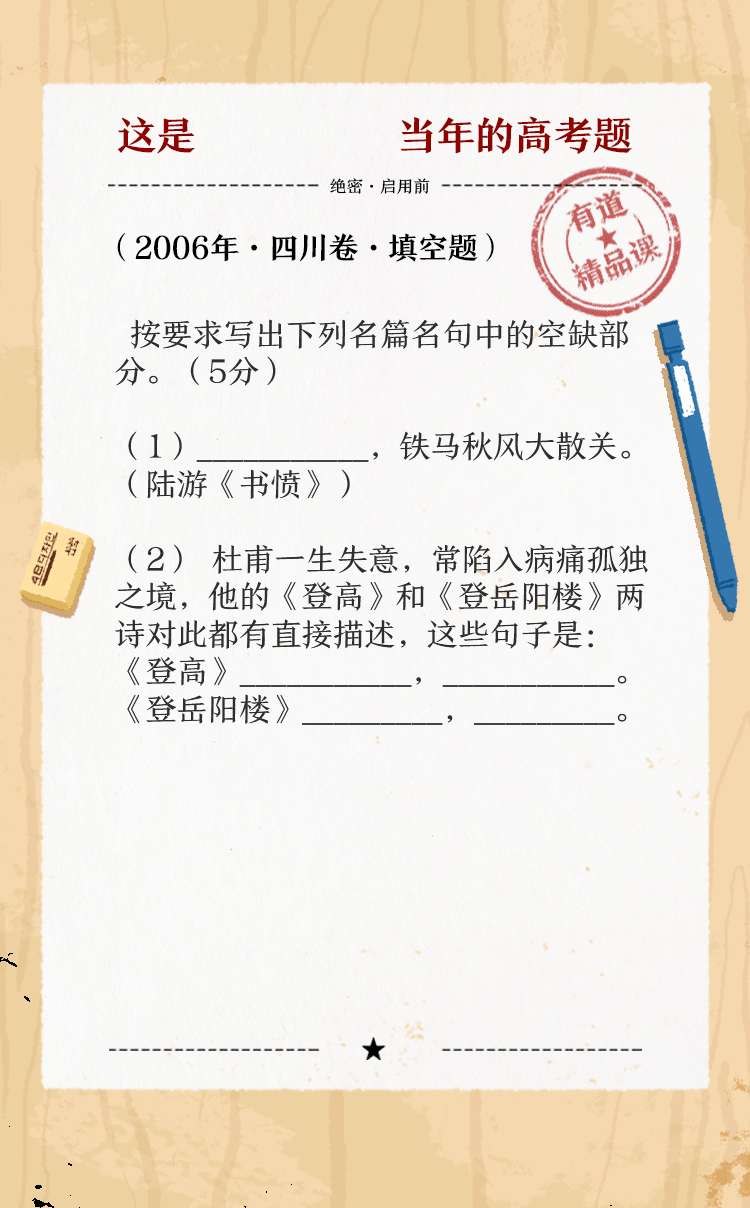 这是 当年的高考题
绝密·启用前
有道
精品课
（2006年·四川卷·填空题）
按要求写出下列名篇名句中的空缺部
分。（5分）
（1）___________，铁马秋风大散关。
（陆游《书愤》）
（2） 杜甫一生失意，常陷入病痛孤独
之境，他的《登高》和《登岳阳楼》两
诗对此都有直接描述，这些句子是：
《登高》___________，___________。
《登岳阳楼》_________，_________。